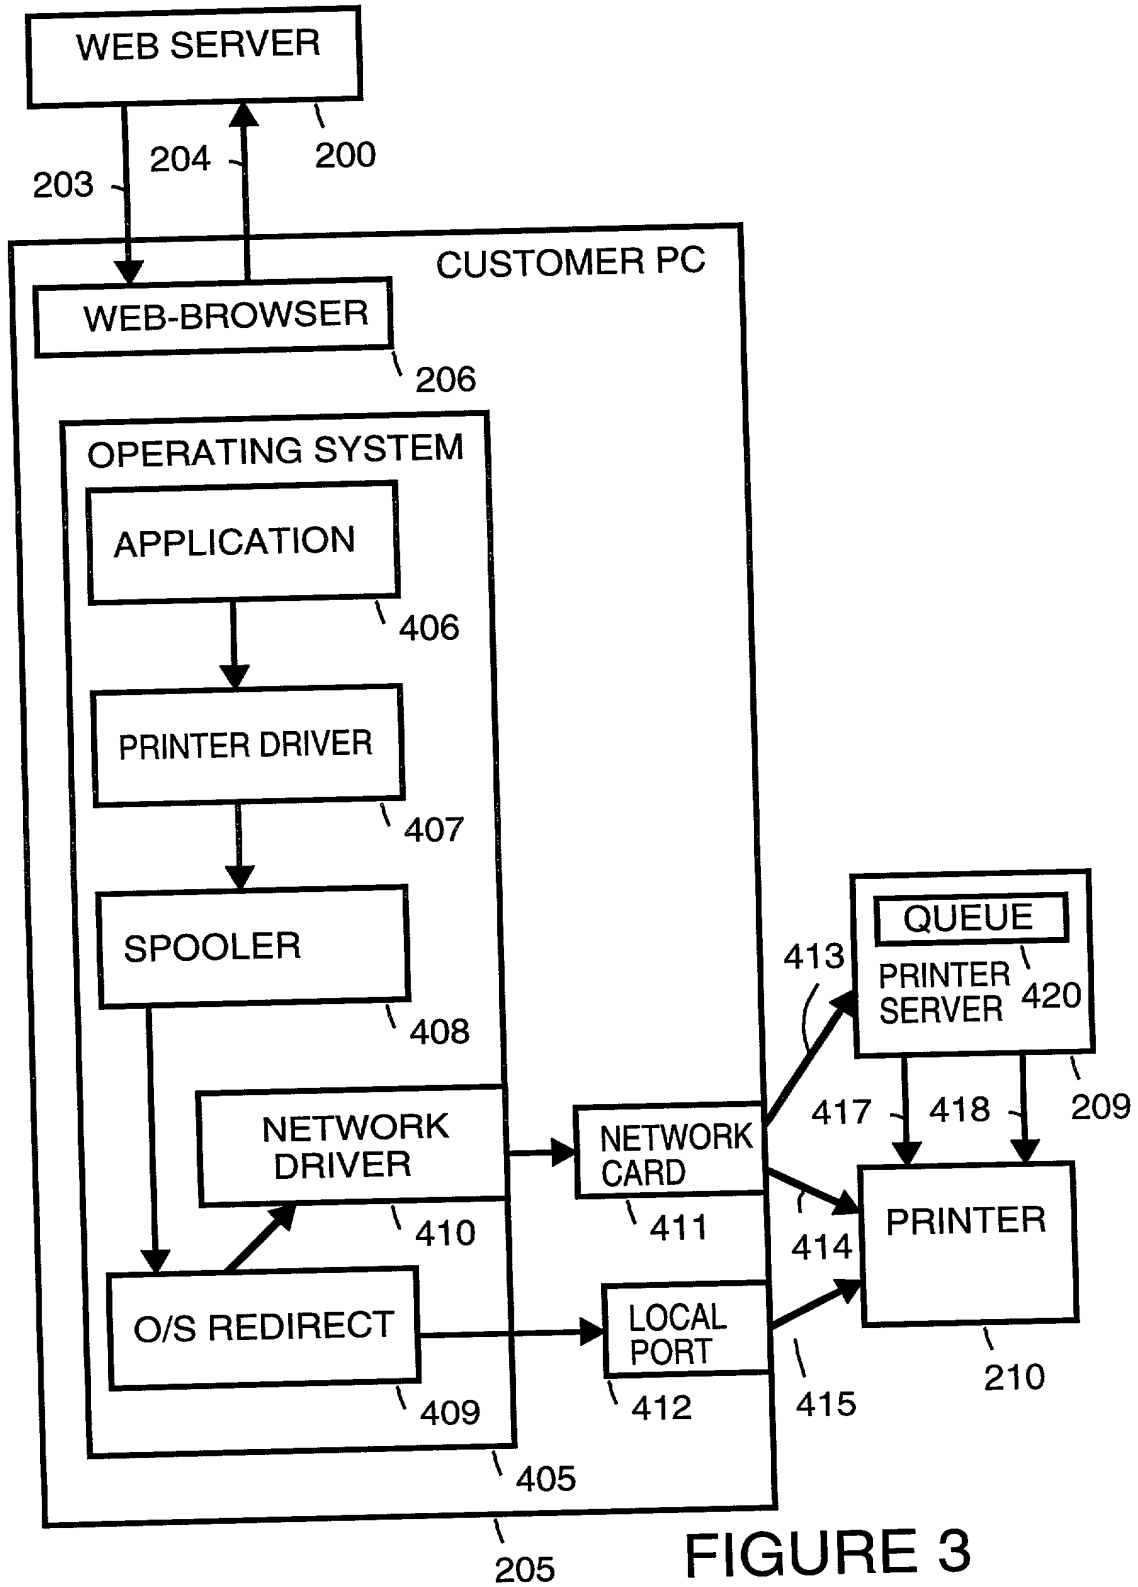 WEB SERVER
200
203
204
CUSTOMER PC
WEB-BROWSER
206
OPERATING SYSTEM
APPLICATION
406
PRINTER DRIVER
407
SPOOLER
408
NETWORK
DRIVER
410
O/S REDIRECT
409
405
205
NETWORK
CARD
411
LOCAL
PORT
412
413
414
415
QUEUE
420
PRINTER
SERVER
209
417
418
PRINTER
210
FIGURE 3